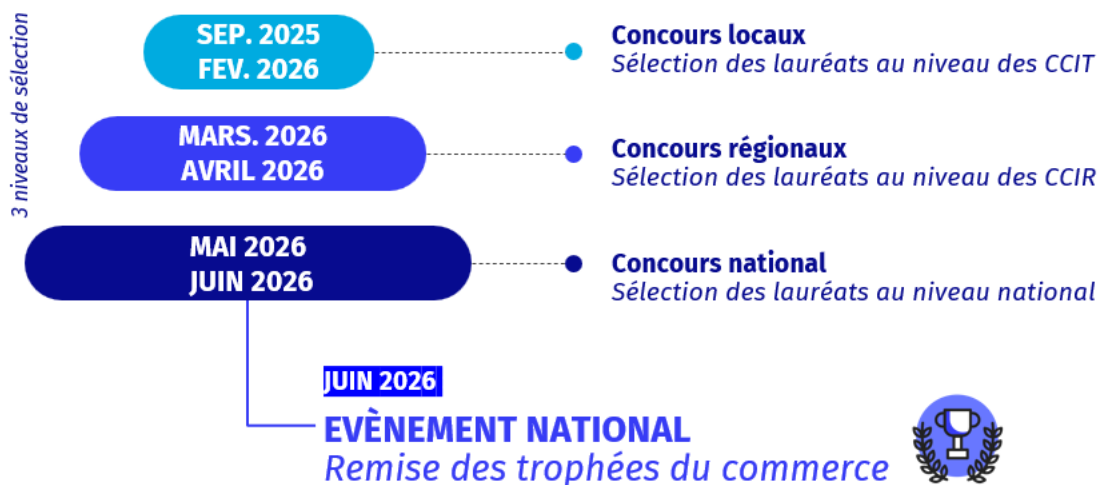 3 niveaux de sélection
SEP. 2025
FEV. 2026
Concours locaux
Sélection des lauréats au niveau des CCIT
MARS. 2026
AVRIL 2026
Concours régionaux
Sélection des lauréats au niveau des CCIR
MAI 2026
JUIN 2026
Concours national
Sélection des lauréats au niveau national
JUIN 2026
EVÈNEMENT NATIONAL
Remise des trophées du commerce